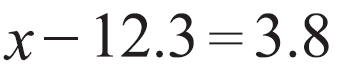 x − 12.3 = 3.8